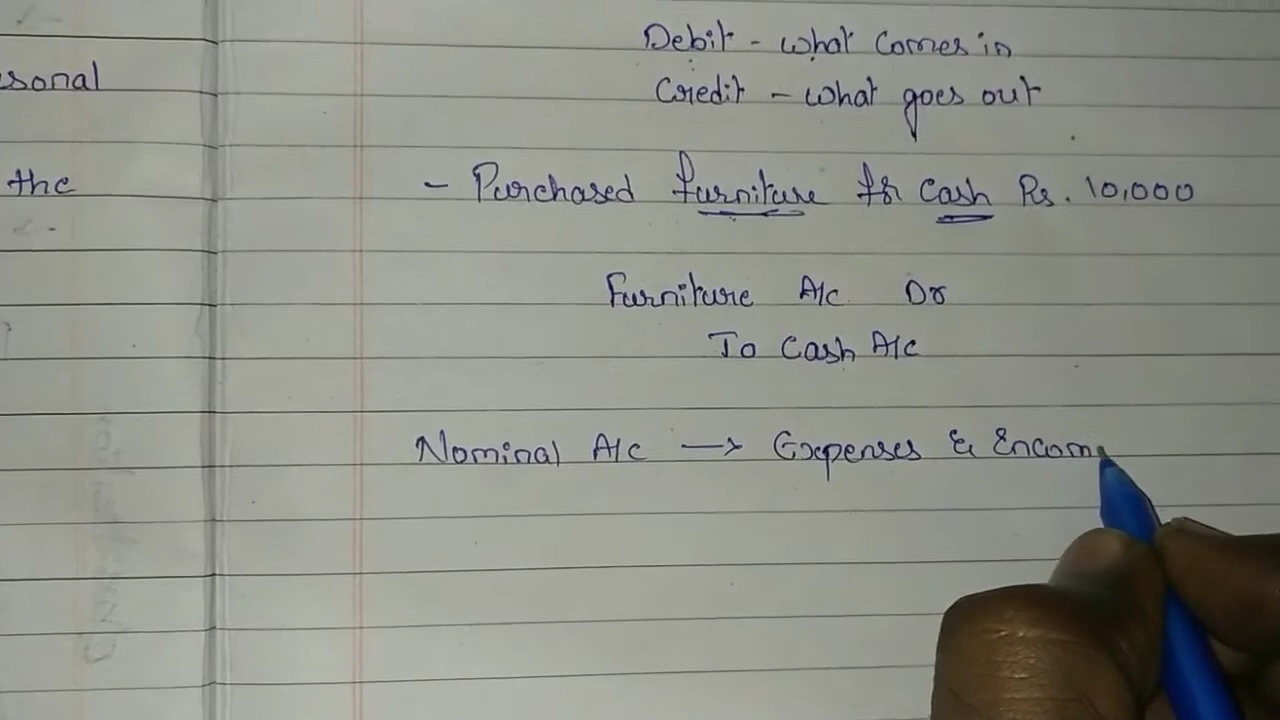 Debit - what comes in
sonal
Credit - what goes out
the
- Purchased furniture for cash Rs. 10,000
Furniture A/c Dr
To Cash A/c
Nominal A/c → Expenses & Incom